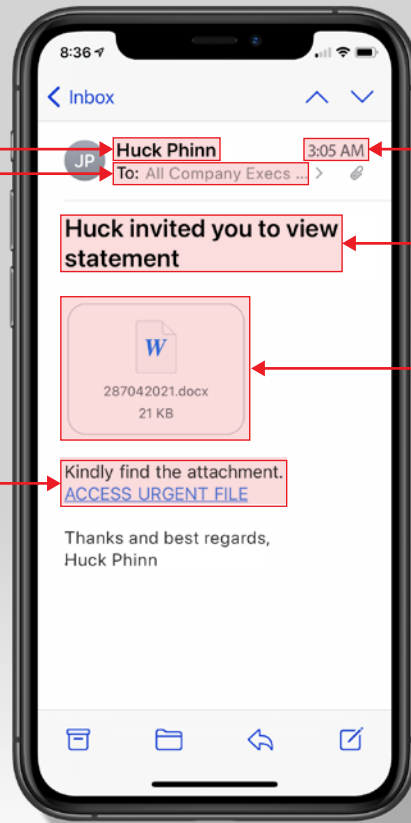 8:36
Inbox
JP
Huck Phinn
3:05 AM
To: All Company Execs ...
Huck invited you to view
statement
W
287042021.docx
21 KB
Kindly find the attachment.
ACCESS URGENT FILE
Thanks and best regards,
Huck Phinn